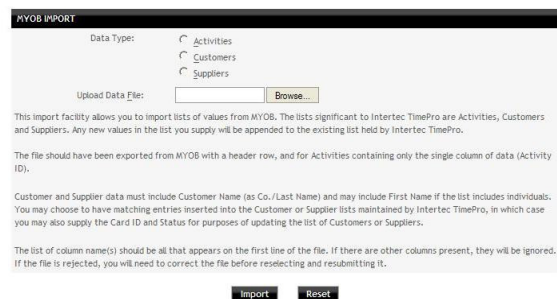 MYOB IMPORT
Data Type: Activities
Customers
Suppliers
Upload Data File: Browse...
This import facility allows you to import lists of values from MYOB. The lists significant to Intertec TimePro are Activities, Customers
and Suppliers. Any new values in the list you supply will be appended to the existing list held by Intertec TimePro.
The file should have been exported from MYOB with a header row, and for Activities containing only the single column of data (Activity
ID).
Customer and Supplier data must include Customer Name (as Co./Last Name) and may include First Name if the list includes individuals.
You may choose to have matching entries inserted into the Customer or Supplier lists maintained by Intertec TimePro, in which case
you may also supply the Card ID and Status for purposes of updating the list of Customers or Suppliers.
The list of column name(s) should be all that appears on the first line of the file. If there are other columns present, they will be ignored.
If the file is rejected, you will need to correct the file before reselecting and resubmitting it.
Import Reset